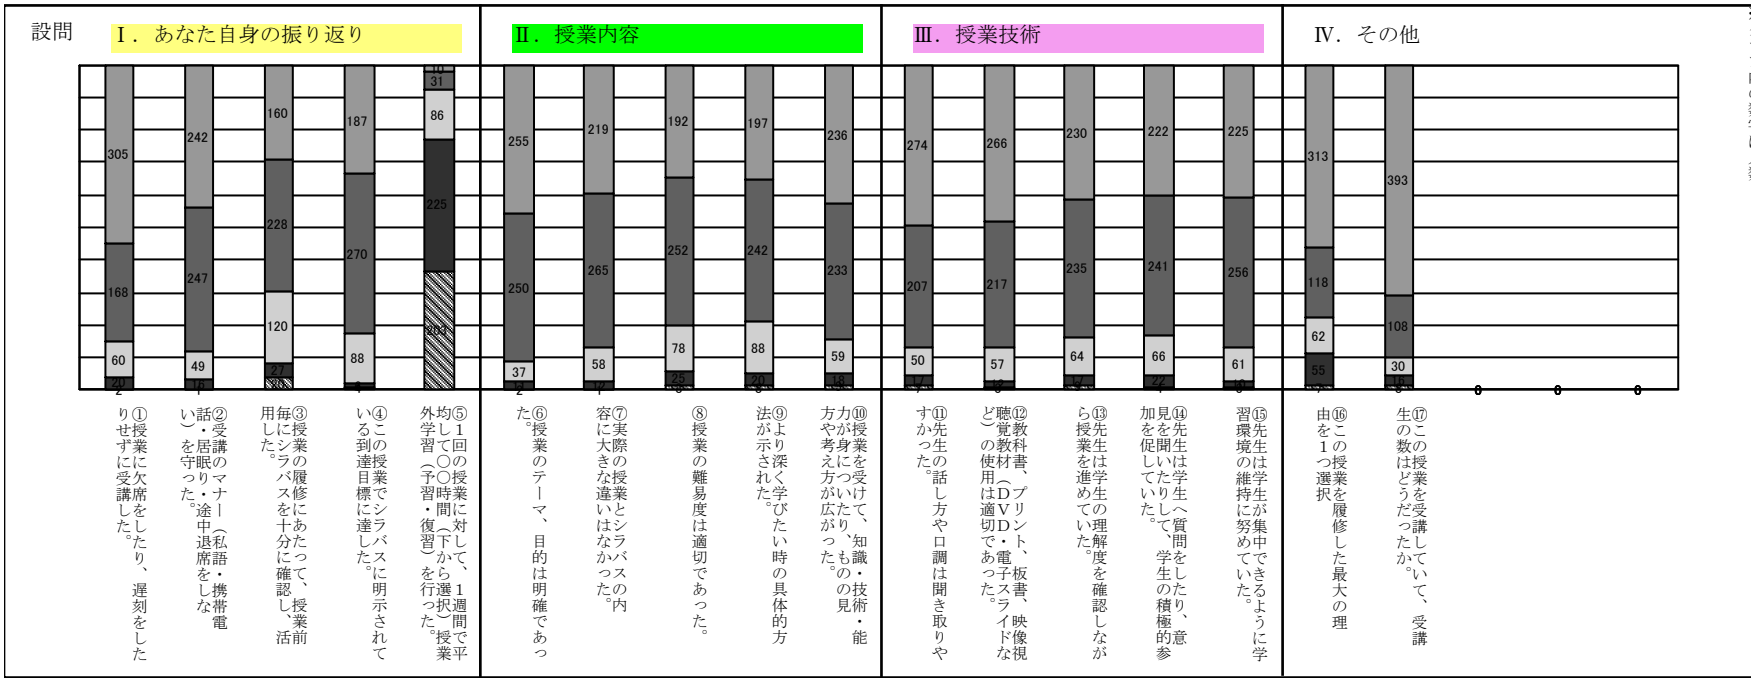 設問
Ⅰ．あなた自身の振り返り
Ⅱ．授業内容
Ⅲ．授業技術
Ⅳ．その他
305
168
60
20
2
242
247
49
1
160
228
120
27
20
187
270
88
10
31
86
225
203
255
250
37
219
265
58
12
192
252
78
25
197
242
88
20
236
233
59
18
274
207
50
17
266
217
57
230
235
64
17
222
241
66
22
225
256
61
313
118
62
55
393
108
30
16
0
0
0
①授業に欠席をしたり、遅刻をした
りせずに受講した。
②受講のマナー（私語・携帯電
話・居眠り・途中退席をしな
い）を守った。
③授業の履修にあたって、授業前
毎にシラバスを十分に確認し、活
用した。
④この授業でシラバスに明示されて
いる到達目標に達した。
⑤１回の授業に対して、１週間で平
均して〇〇時間（下から選択）授業
外学習（予習・復習）を行った。
⑥授業のテーマ、目的は明確であっ
た。
⑦実際の授業とシラバスの内
容に大きな違いはなかった。
⑧授業の難易度は適切であった。
⑨より深く学びたい時の具体的方
法が示された。
⑩授業を受けて、知識・技術・能
力が身についたり、ものの見
方や考え方が広がった。
⑪先生の話し方や口調は聞き取りや
すかった。
⑫教科書、プリント、板書、映像視
聴覚教材（ＤＶＤ・電子スライドな
ど）の使用は適切であった。
⑬先生は学生の理解度を確認しなが
ら授業を進めていた。
⑭先生は学生へ質問をしたり、意
見を聞いたりして、学生の積極的参
加を促していた。
⑮先生は学生が集中できるように学
習環境の維持に努めていた。
⑯この授業を履修した最大の理
由を１つ選択
⑰この授業を受講していて、受講
生の数はどうだったか。